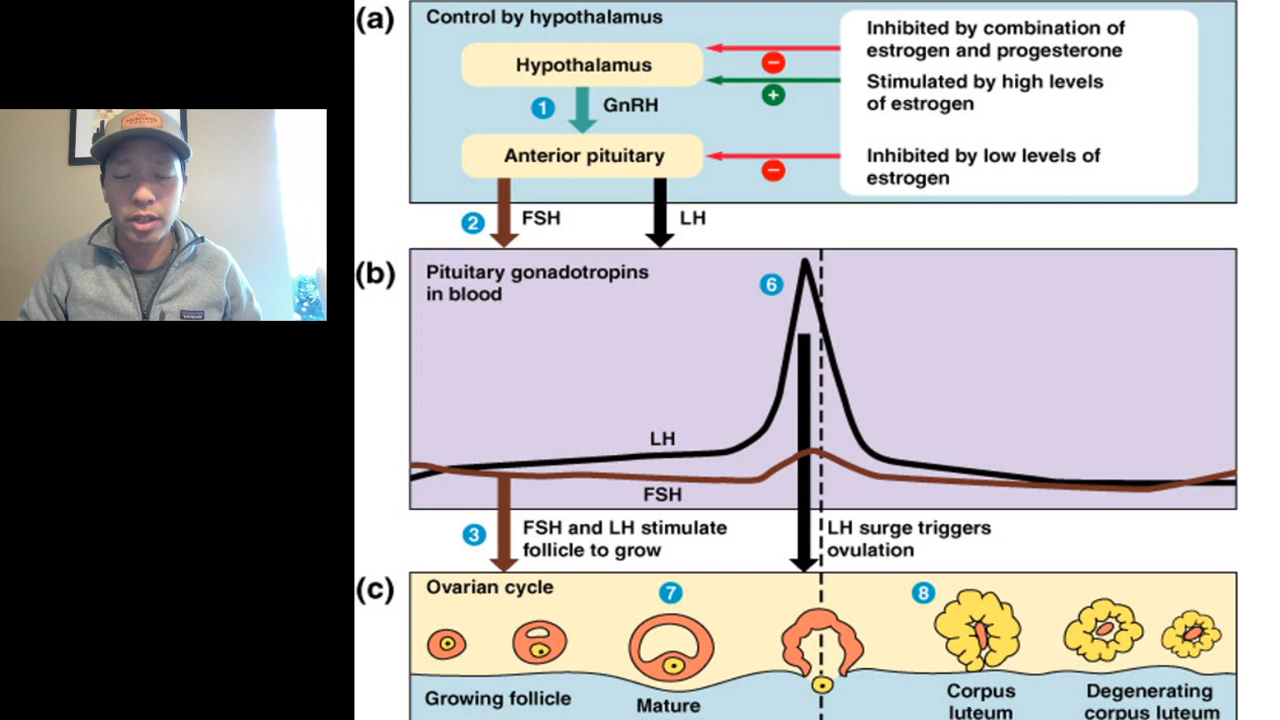 (a)
Control by hypothalamus
Inhibited by combination of
estrogen and progesterone
Hypothalamus
Stimulated by high levels
of estrogen
1
GnRH
Anterior pituitary
Inhibited by low levels of
estrogen
2
FSH
LH
(b)
Pituitary gonadotropins
in blood
6
LH
FSH
3
FSH and LH stimulate
follicle to grow
LH surge triggers
ovulation
(c)
Ovarian cycle
7
8
Growing follicle
Mature
Corpus
luteum
Degenerating
corpus luteum